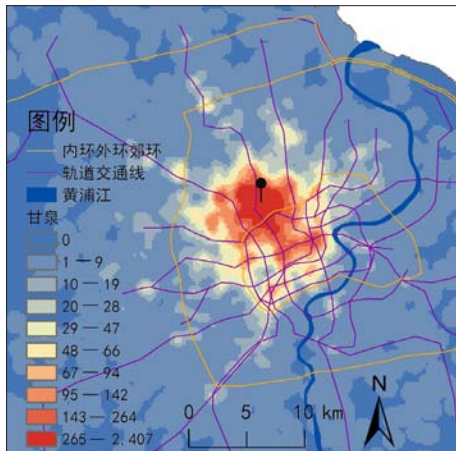 图例
内环外环郊环
轨道交通线
黄浦江
甘泉
0
1—9
10—19
20—28
29—47
48—66
67—94
95—142
143—264
265—2,407
0 5 10 km
N